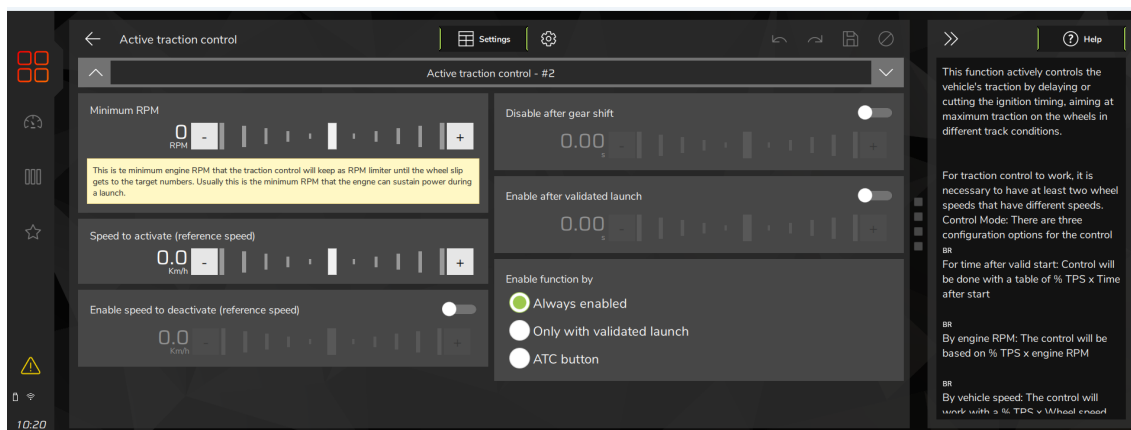 Active traction control
Settings
Active traction control - #2
Minimum RPM
0
RPM
-
+
This is te minimum engine RPM that the traction control will keep as RPM limiter until the wheel slip
gets to the target numbers. Usually this is the minimum RPM that the engne can sustain power during
a launch.
Speed to activate (reference speed)
0.0
Km/h
-
+
Enable speed to deactivate (reference speed)
0.0
Km/h
-
+
Disable after gear shift
0.00
s
-
+
Enable after validated launch
0.00
s
-
+
Enable function by
Always enabled
Only with validated launch
ATC button
? Help
This function actively controls the
vehicle's traction by delaying or
cutting the ignition timing, aiming at
maximum traction on the wheels in
different track conditions.
For traction control to work, it is
necessary to have at least two wheel
speeds that have different speeds.
Control Mode: There are three
configuration options for the control
BR
For time after valid start: Control will
be done with a table of % TPS x Time
after start
BR
By engine RPM: The control will be
based on % TPS x engine RPM
BR
By vehicle speed: The control will
work with a % TPS x Wheel speed
10:20